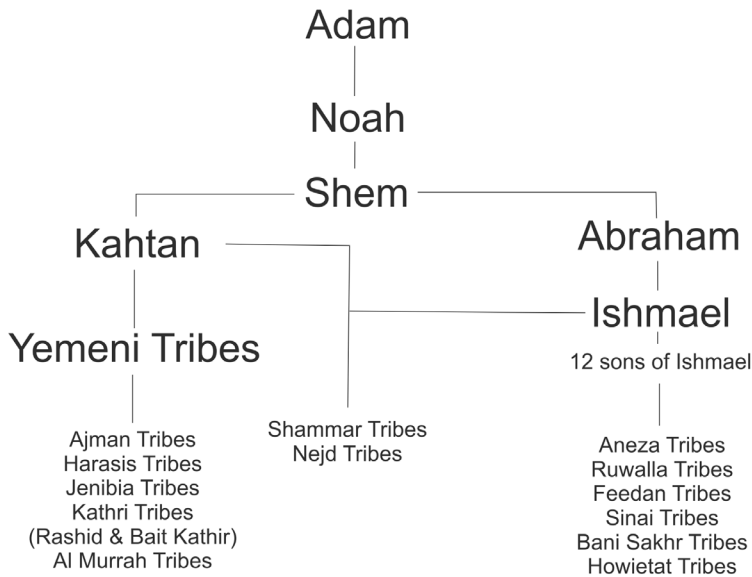 Adam
Noah
Shem
Kahtan
Abraham
Ishmael
Yemeni Tribes
12 sons of Ishmael
Ajman Tribes
Harasis Tribes
Jenibia Tribes
Kathri Tribes
(Rashid & Bait Kathir)
Al Murrah Tribes
Shammar Tribes
Nejd Tribes
Aneza Tribes
Ruwalla Tribes
Feedan Tribes
Sinai Tribes
Bani Sakhr Tribes
Howietat Tribes